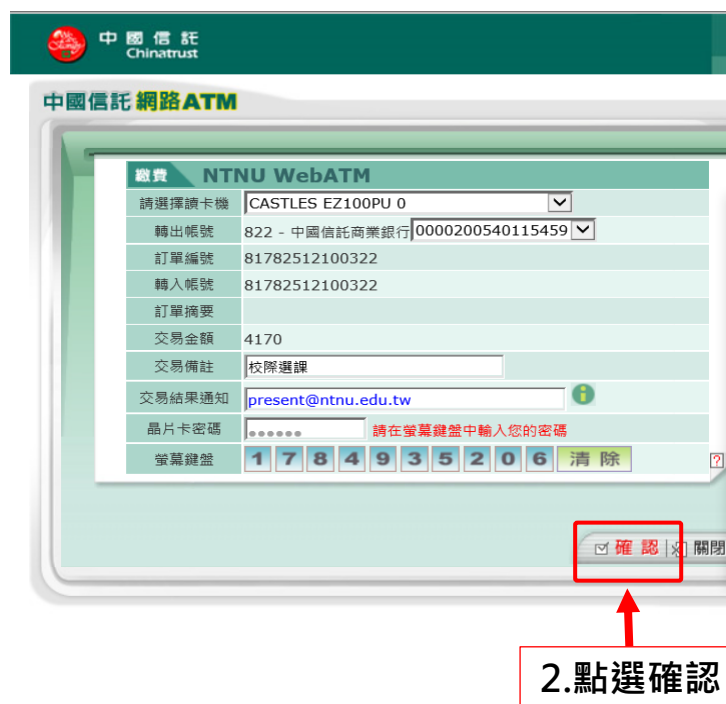 中國信託
Chinatrust
中國信託 網路ATM
繳費 NTNU WebATM
請選擇讀卡機 CASTLES EZ100PU 0
轉出帳號 822 - 中國信託商業銀行 0000200540115459
訂單編號 81782512100322
轉入帳號 81782512100322
訂單摘要
交易金額 4170
交易備註 校際選課
交易結果通知 present@ntnu.edu.tw
晶片卡密碼 ●●●●●● 請在螢幕鍵盤中輸入您的密碼
螢幕鍵盤 1 7 8 4 9 3 5 2 0 6 清除
確認 關閉
2.點選確認